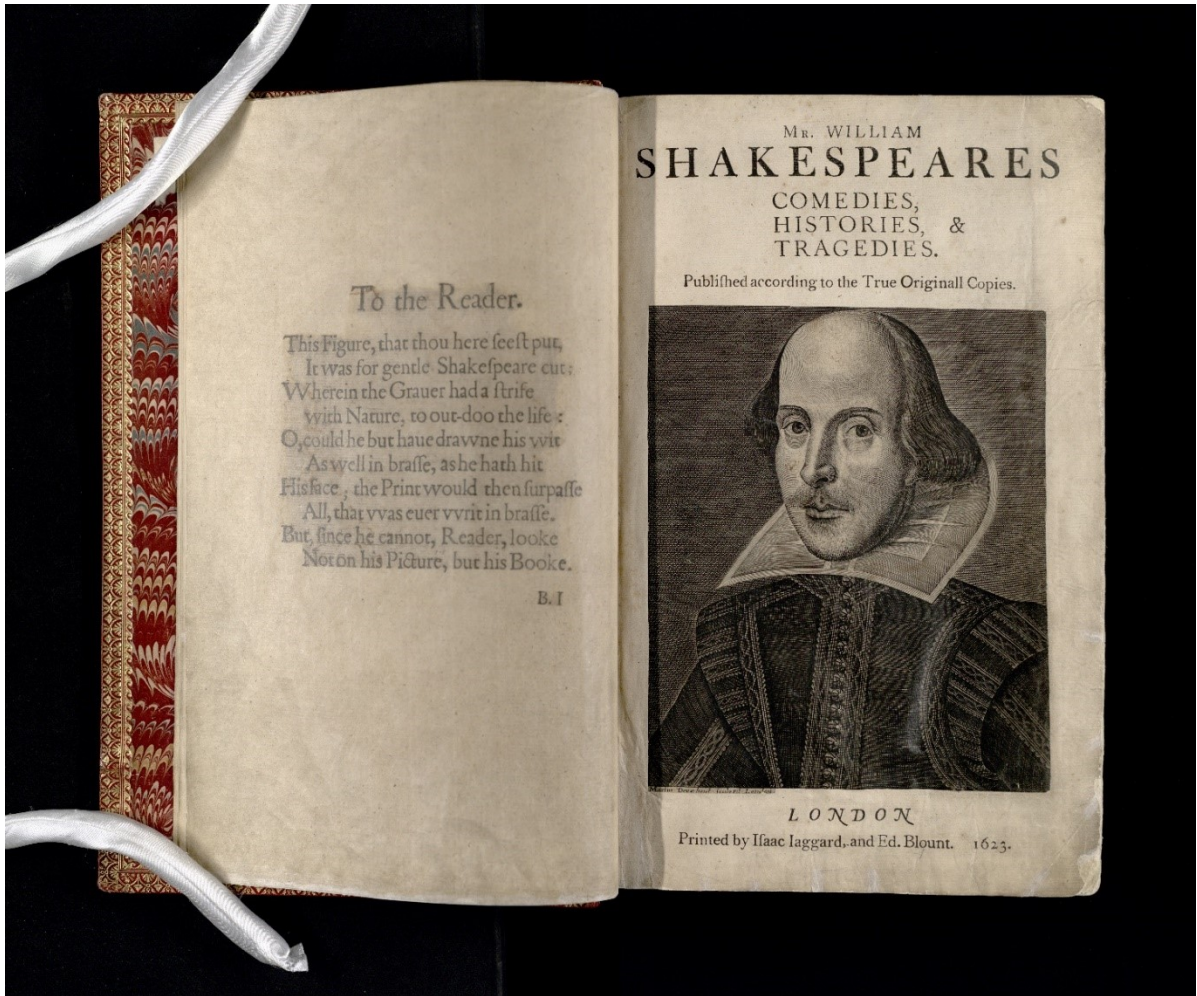 To the Reader.
This Figure, that thou here ſeeſt put,
It was for gentle Shakeſpeare cut:
Wherein the Grauer had a ſtrife
with Nature, to out-doo the life:
O, could he but haue dravvne his vvit
As well in braſſe, as he hath hit
His face, the Print would then ſurpaſſe
All, that vvas euer vvrit in braſſe.
But, ſince he cannot, Reader, looke
Not on his Picture, but his Booke.
B. I
Mr. WILLIAM
SHAKESPEARES
COMEDIES,
HISTORIES, &
TRAGEDIES.
Publiſhed according to the True Originall Copies.
LONDON
Printed by Iſaac Iaggard, and Ed. Blount. 1623.